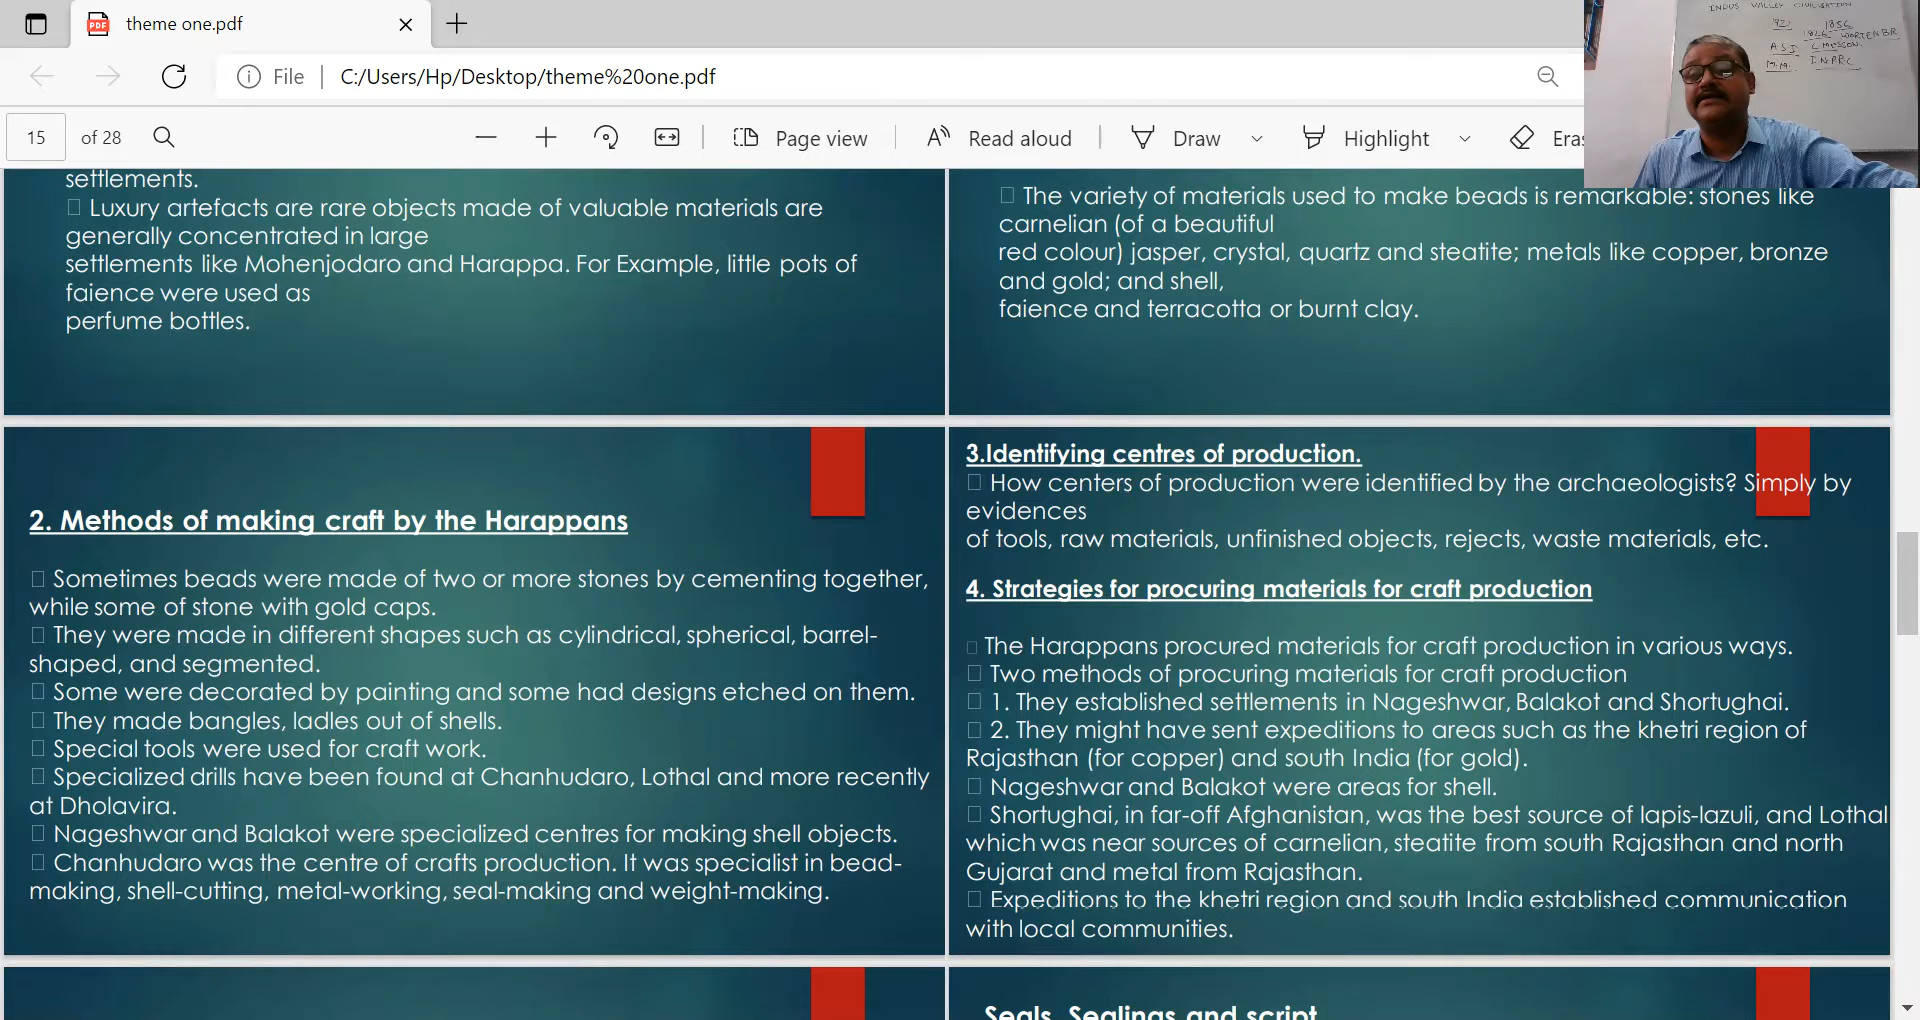 theme one.pdf
File
C:/Users/Hp/Desktop/theme%20one.pdf
15
of 28
Page view
Read aloud
Draw
Highlight
INDUS VALLEY CIVILISATION
1856
ASI
settlements.
Luxury artefacts are rare objects made of valuable materials are
generally concentrated in large
settlements like Mohenjodaro and Harappa. For Example, little pots of
faience were used as
perfume bottles.
The variety of materials used to make beads is remarkable: stones like
carnelian (of a beautiful
red colour) jasper, crystal, quartz and steatite; metals like copper, bronze
and gold; and shell,
faience and terracotta or burnt clay.
2. Methods of making craft by the Harappans
Sometimes beads were made of two or more stones by cementing together,
while some of stone with gold caps.
They were made in different shapes such as cylindrical, spherical, barrel-
shaped, and segmented.
Some were decorated by painting and some had designs etched on them.
They made bangles, ladles out of shells.
Special tools were used for craft work.
Specialized drills have been found at Chanhudaro, Lothal and more recently
at Dholavira.
Nageshwar and Balakot were specialized centres for making shell objects.
Chanhudaro was the centre of crafts production. It was specialist in bead-
making, shell-cutting, metal-working, seal-making and weight-making.
3.Identifying centres of production.
How centers of production were identified by the archaeologists? Simply by
evidences
of tools, raw materials, unfinished objects, rejects, waste materials, etc.
4. Strategies for procuring materials for craft production
The Harappans procured materials for craft production in various ways.
Two methods of procuring materials for craft production
1. They established settlements in Nageshwar, Balakot and Shortughai.
2. They might have sent expeditions to areas such as the khetri region of
Rajasthan (for copper) and south India (for gold).
Nageshwar and Balakot were areas for shell.
Shortughai, in far-off Afghanistan, was the best source of lapis-lazuli, and Lothal
which was near sources of carnelian, steatite from south Rajasthan and north
Gujarat and metal from Rajasthan.
Expeditions to the khetri region and south India established communication
with local communities.
Seals, Sealings and script